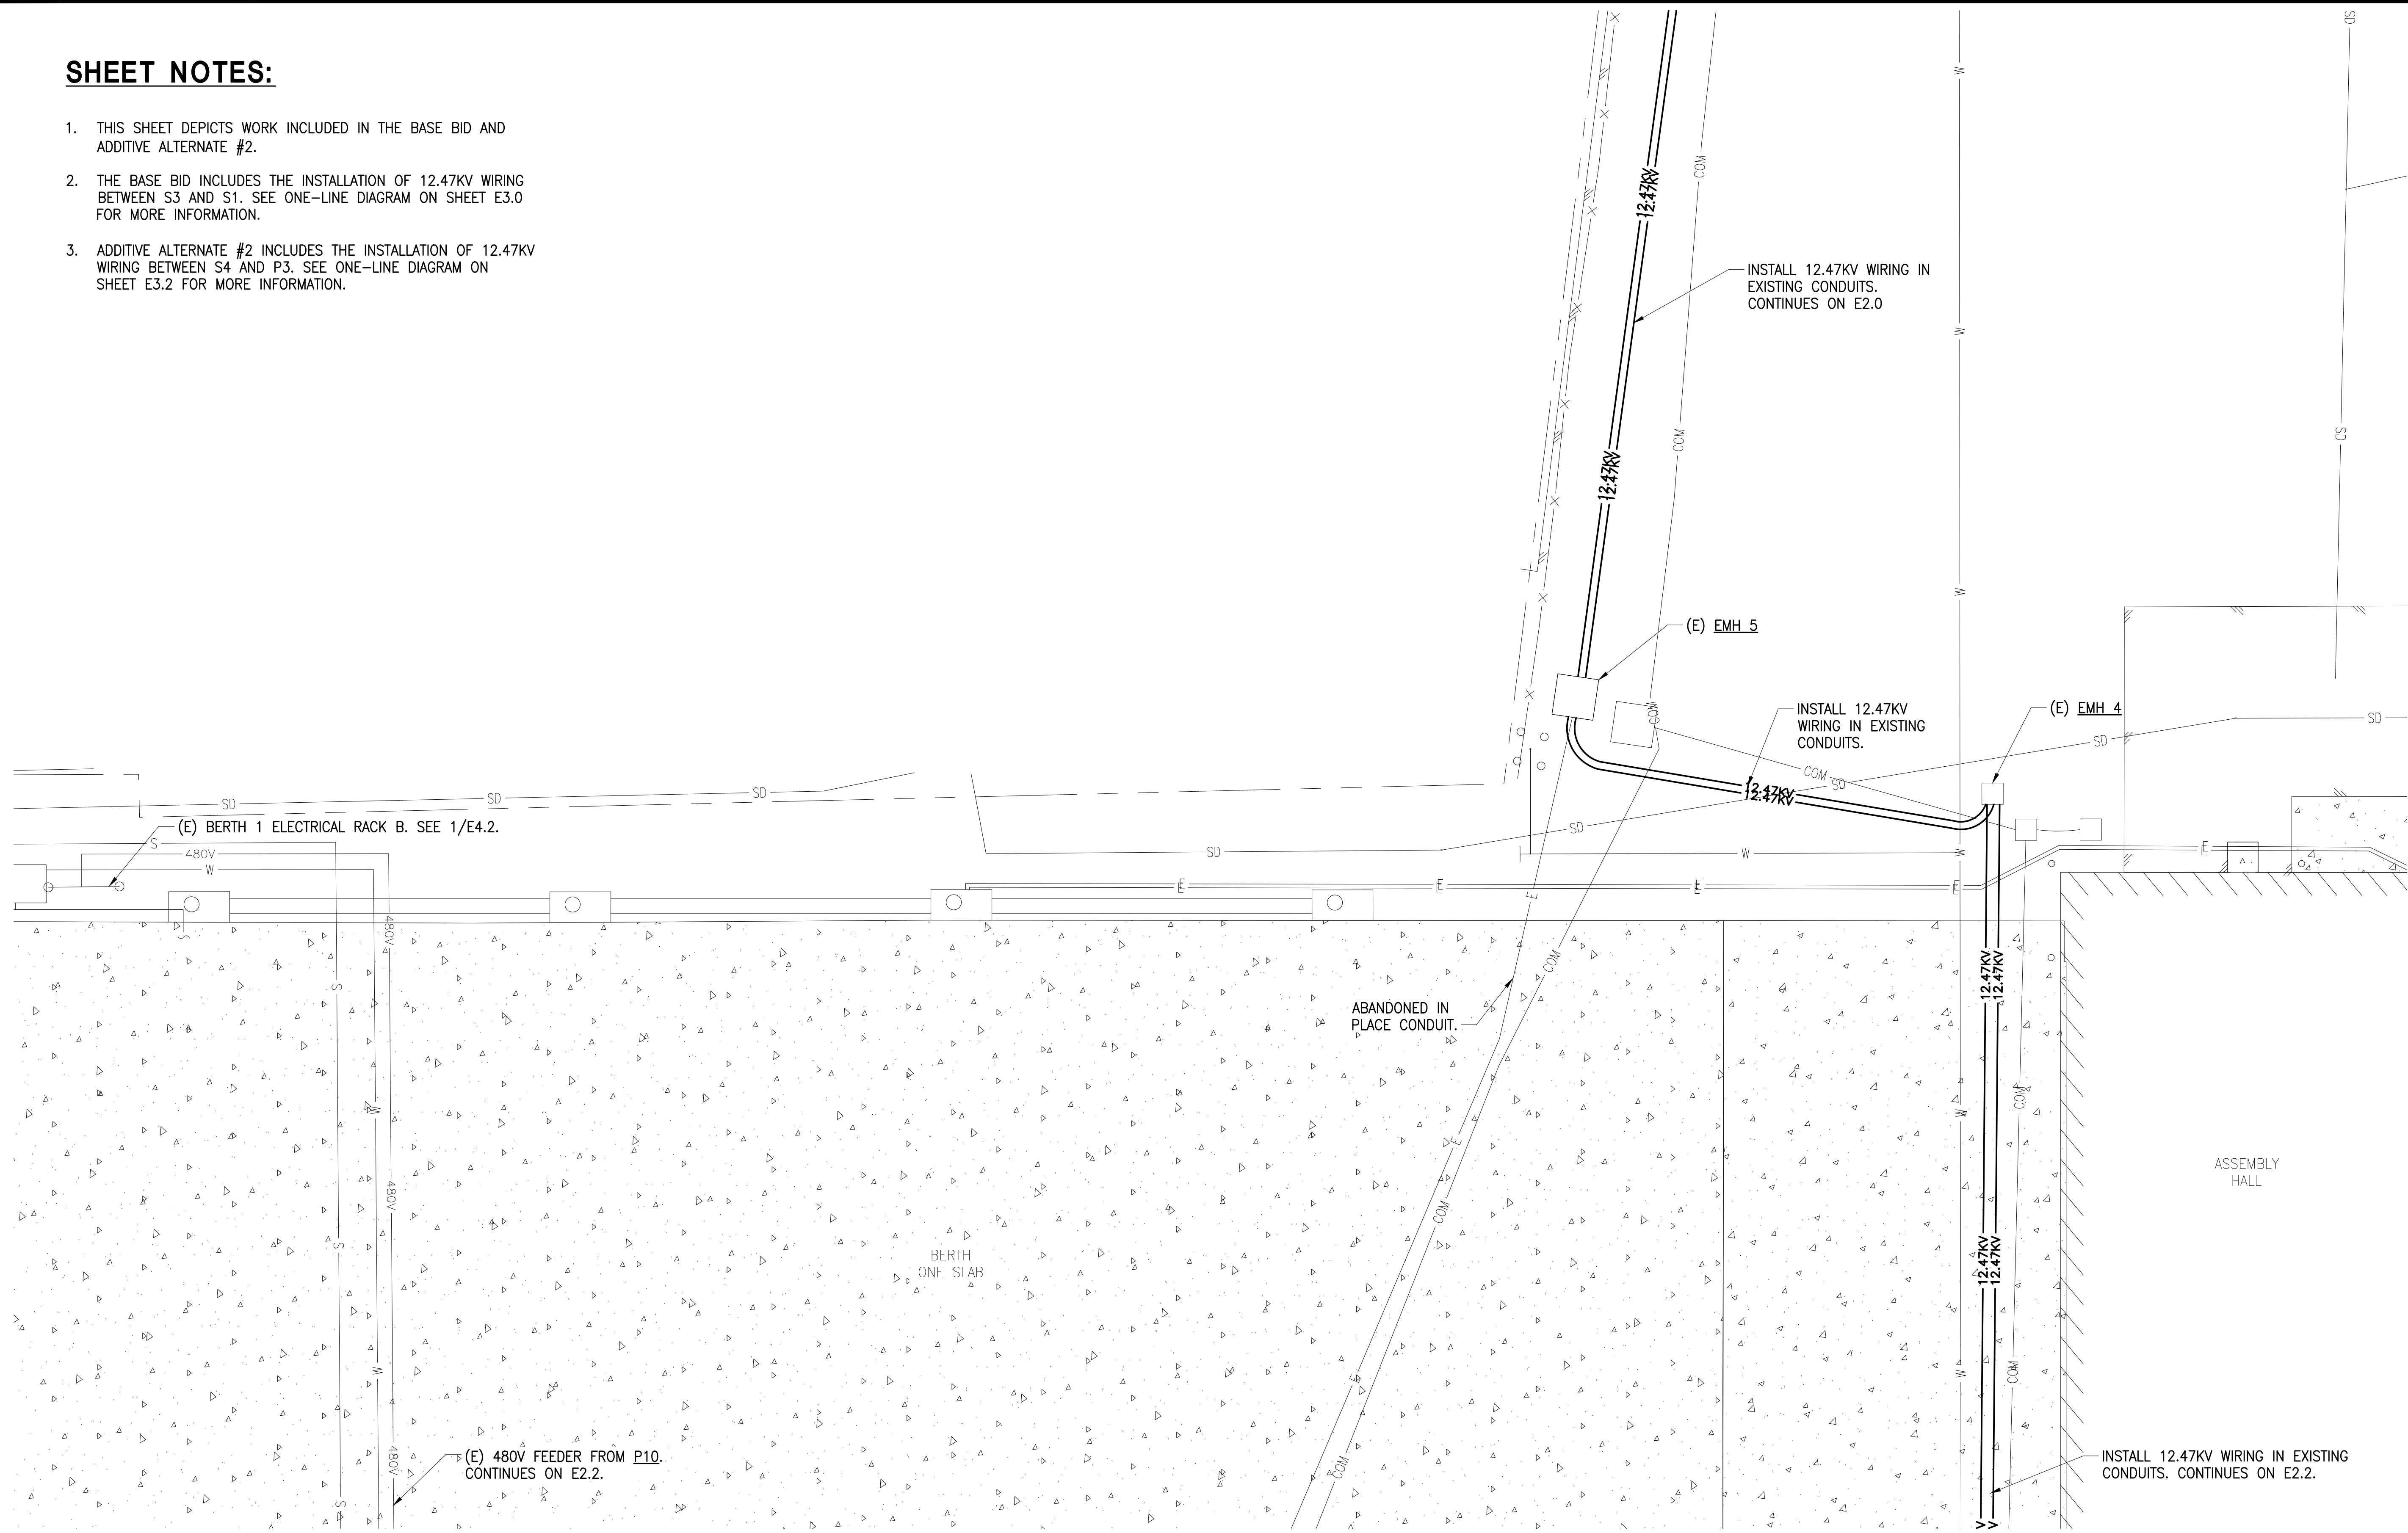 SHEET NOTES:
1. THIS SHEET DEPICTS WORK INCLUDED IN THE BASE BID AND
ADDITIVE ALTERNATE #2.
2. THE BASE BID INCLUDES THE INSTALLATION OF 12.47KV WIRING
BETWEEN S3 AND S1. SEE ONE-LINE DIAGRAM ON SHEET E3.0
FOR MORE INFORMATION.
3. ADDITIVE ALTERNATE #2 INCLUDES THE INSTALLATION OF 12.47KV
WIRING BETWEEN S4 AND P3. SEE ONE-LINE DIAGRAM ON
SHEET E3.2 FOR MORE INFORMATION.
SD
W
COM
12.47KV
12.47KV
INSTALL 12.47KV WIRING IN
EXISTING CONDUITS.
CONTINUES ON E2.0
W
SD
COM
12.47KV
12.47KV
W
(E) EMH 5
COM
INSTALL 12.47KV
WIRING IN EXISTING
CONDUITS.
(E) EMH 4
SD
SD
COM
SD
12.47KV
12.47KV
SD
SD
SD
SD
(E) BERTH 1 ELECTRICAL RACK B. SEE 1/E4.2.
S
480V
W
SD
W
W
E
E
E
E
E
E
E
E
E
E
E
S
480V
COM
S
12.47KV
12.47KV
ABANDONED IN
PLACE CONDUIT.
W
W
COM
E
480V
COM
ASSEMBLY
HALL
S
BERTH
ONE SLAB
12.47KV
12.47KV
W
E
W
COM
480V
COM
(E) 480V FEEDER FROM P10.
CONTINUES ON E2.2.
INSTALL 12.47KV WIRING IN EXISTING
CONDUITS. CONTINUES ON E2.2.
S
V
V